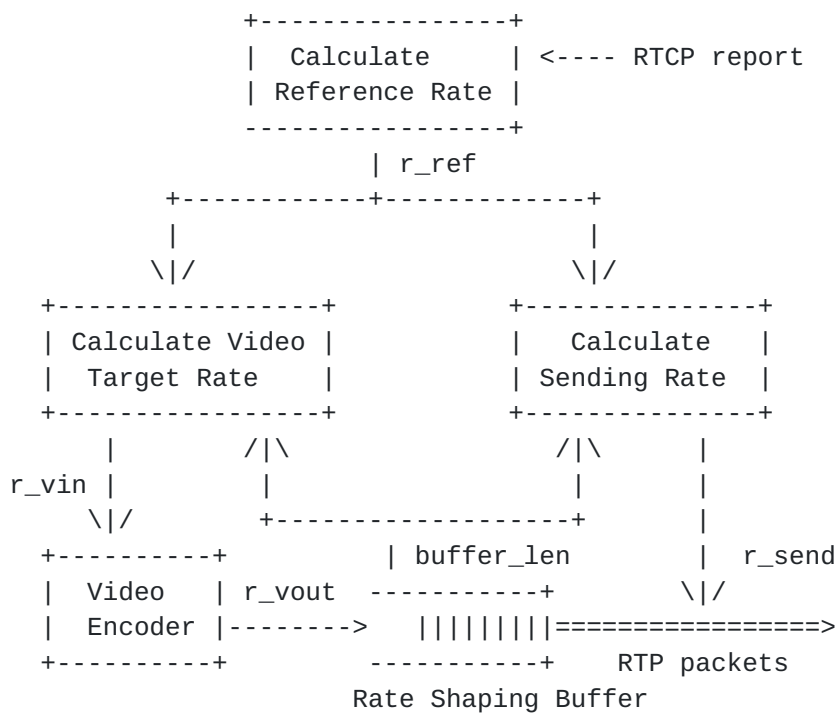 +----------------+
                 |  Calculate     | <---- RTCP report
                 | Reference Rate |
                 -----------------+
                         | r_ref
            +------------+-------------+
            |                          |
           \|/                        \|/
    +-----------------+           +---------------+
    | Calculate Video |           |   Calculate   |
    |  Target Rate    |           | Sending Rate  |
    +-----------------+           +---------------+
        |        /|\                 /|\      |
  r_vin |         |                   |       |
       \|/        +-------------------+       |
    +----------+          | buffer_len        |  r_send
    |  Video   | r_vout  -----------+        \|/
    |  Encoder |-------->   |||||||||=================>
    +----------+         -----------+    RTP packets
                        Rate Shaping Buffer